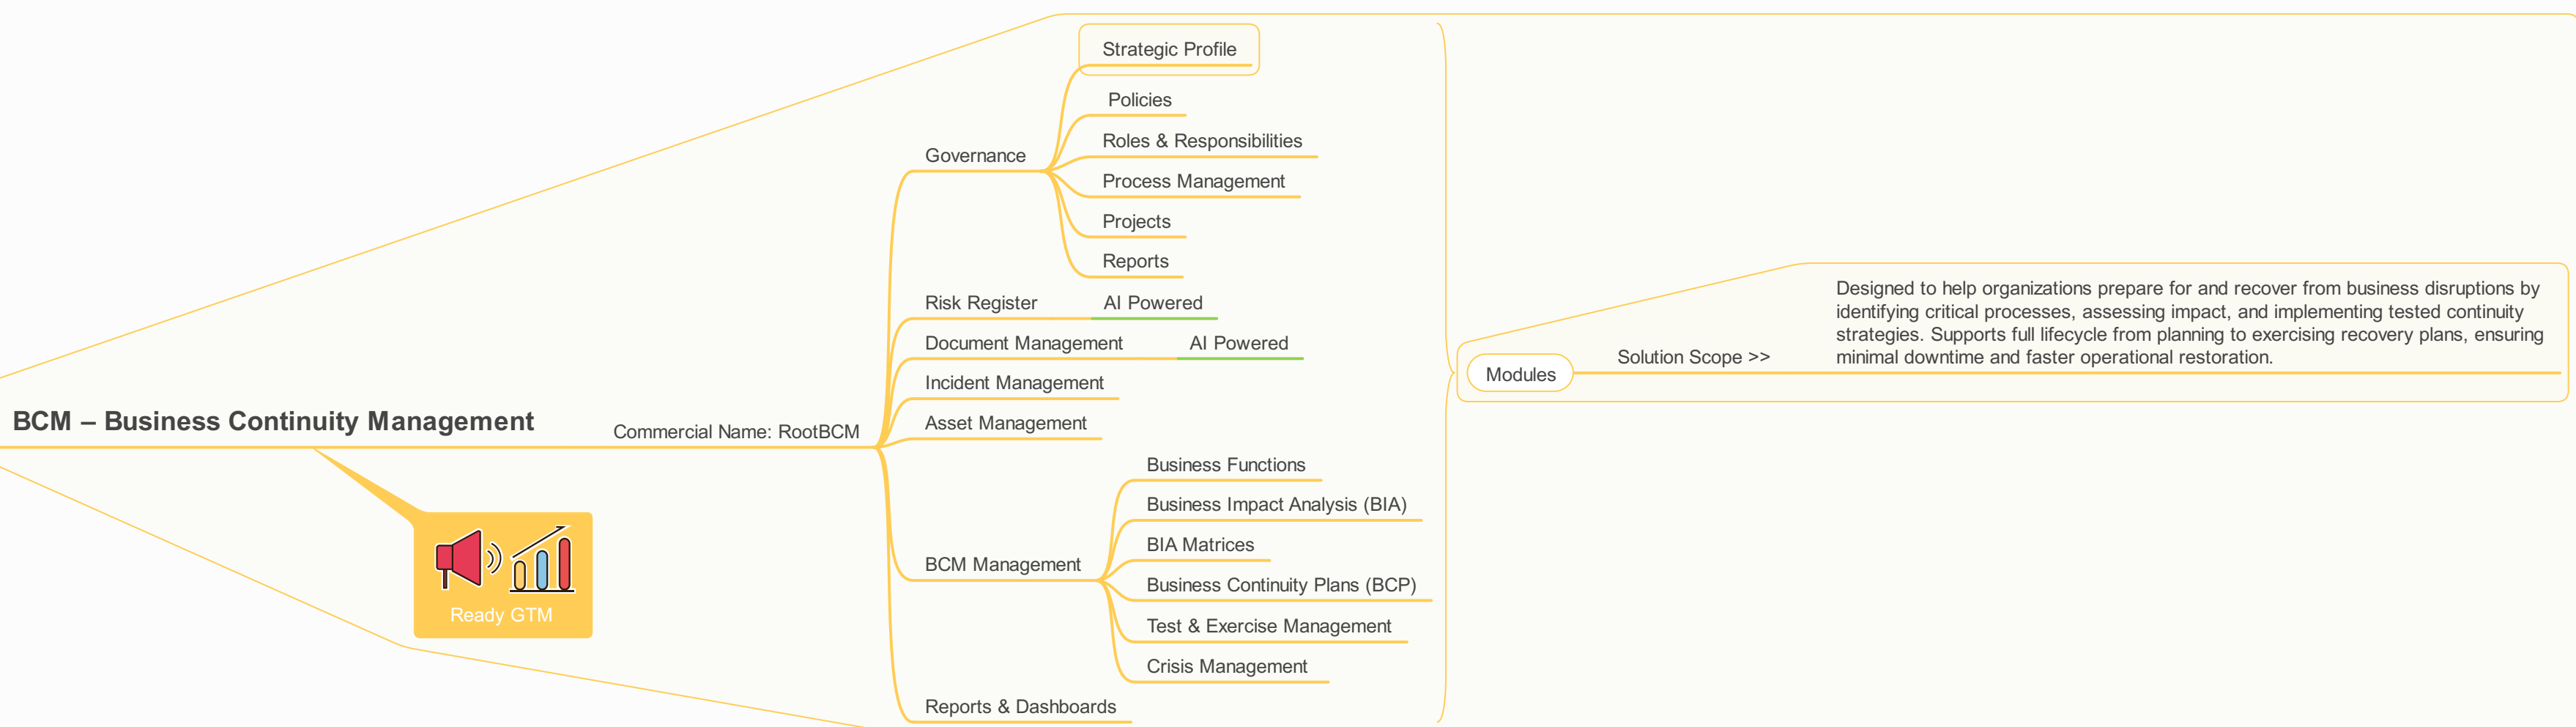 BCM – Business Continuity Management
Ready GTM
Commercial Name: RootBCM
Governance
Strategic Profile
Policies
Roles & Responsibilities
Process Management
Projects
Reports
Risk Register
AI Powered
Document Management
AI Powered
Incident Management
Asset Management
BCM Management
Business Functions
Business Impact Analysis (BIA)
BIA Matrices
Business Continuity Plans (BCP)
Test & Exercise Management
Crisis Management
Reports & Dashboards
Modules
Solution Scope >>
Designed to help organizations prepare for and recover from business disruptions by
identifying critical processes, assessing impact, and implementing tested continuity
strategies. Supports full lifecycle from planning to exercising recovery plans, ensuring
minimal downtime and faster operational restoration.